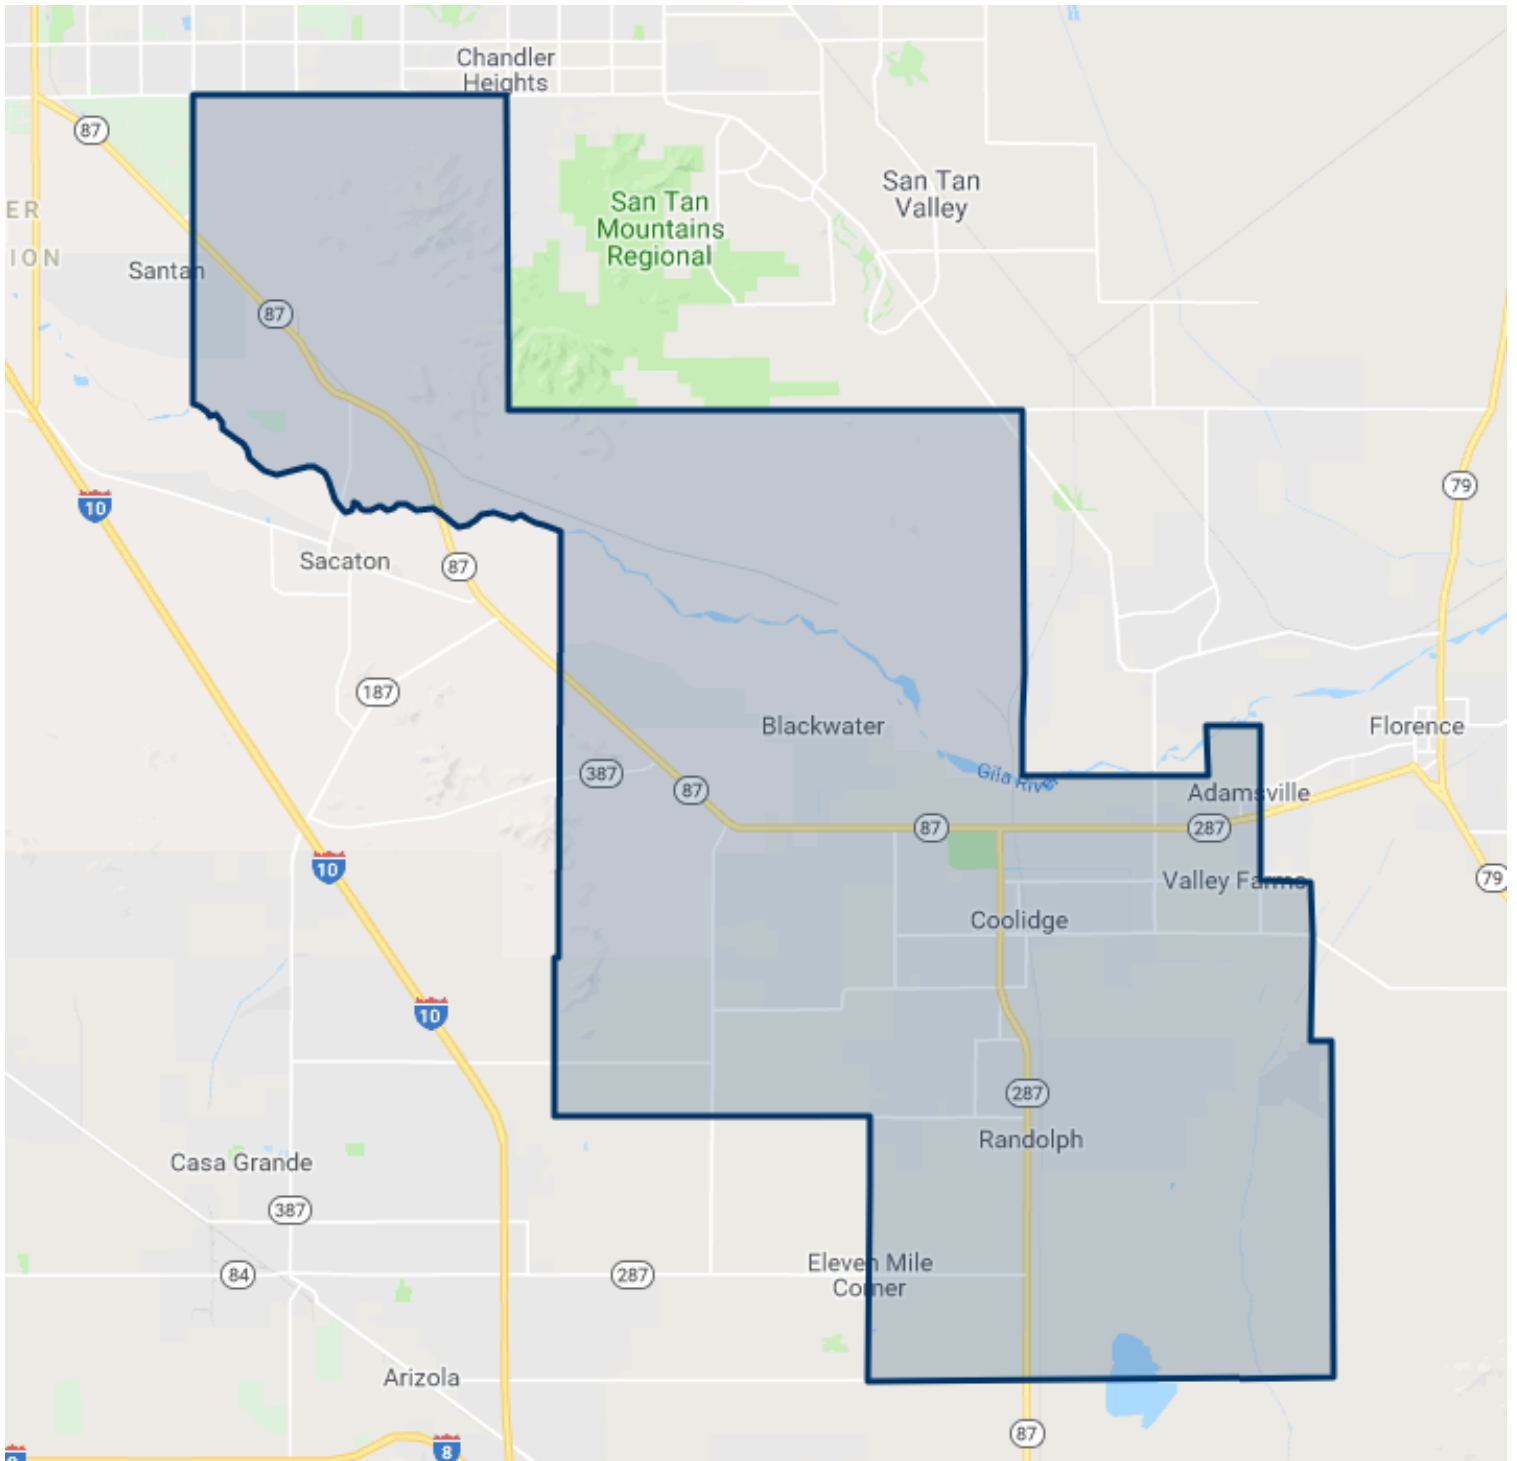 Chandler
Heights
87
San Tan
Valley
San Tan
Mountains
Regional
ER
ION
Santan
87
79
10
Sacaton
87
187
Blackwater
Florence
387
87
Gila River
Adamsville
87
287
10
Valley Farms
79
Coolidge
10
287
Randolph
Casa Grande
387
Eleven Mile
Corner
84
287
Arizola
87
8